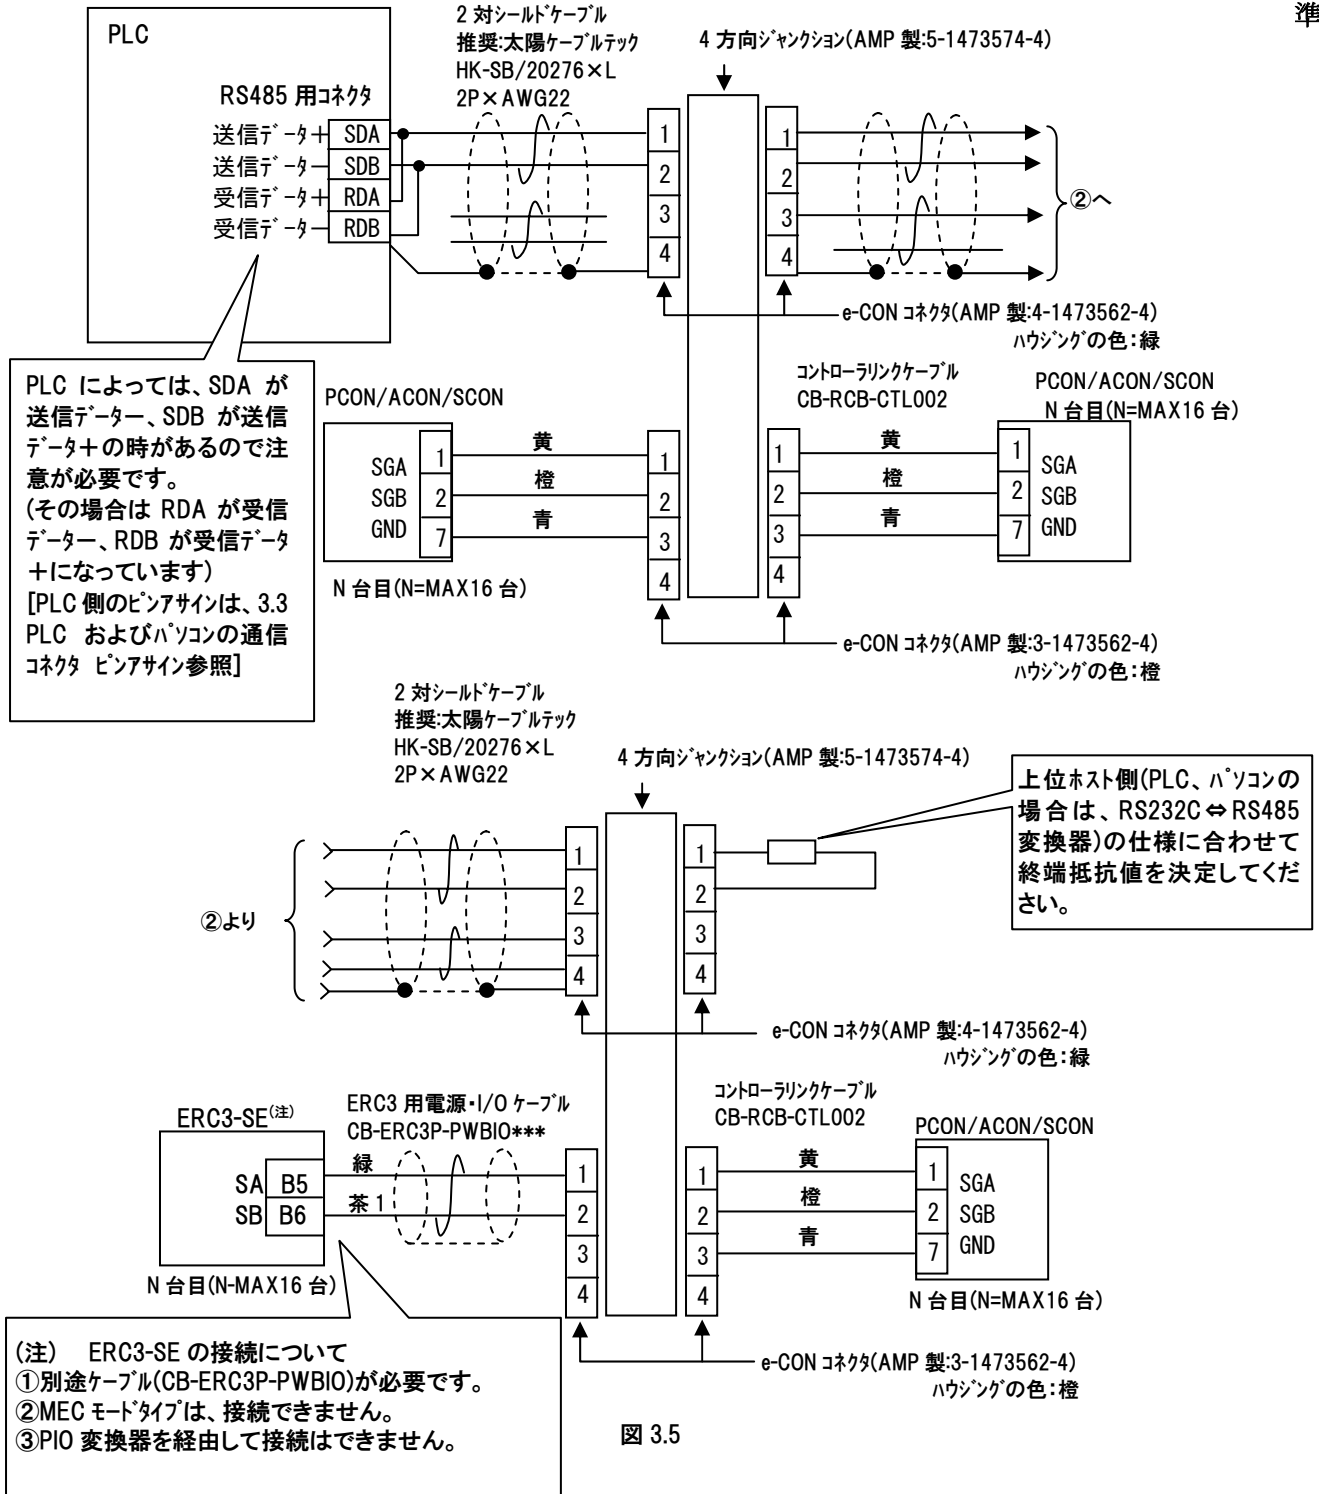 準
PLC
RS485 用コネクタ
送信データ+ SDA
送信データ- SDB
受信データ+ RDA
受信データ- RDB
2 対シールドケーブル
推奨:太陽ケーブルテック
HK-SB/20276×L
2P×AWG22
4 方向ジャンクション(AMP 製:5-1473574-4)
1
2
3
4
1
2
3
4
②へ
e-CON コネクタ(AMP 製:4-1473562-4)
ハウジングの色:緑
PLC によっては、SDA が
送信データー、SDB が送信
データ+の時があるので注
意が必要です。
(その場合は RDA が受信
データー、RDB が受信データ
+になっています)
[PLC 側のピンアサインは、3.3
PLC およびパソコンの通信
コネクタ ピンアサイン参照]
PCON/ACON/SCON
SGA 1 黄
SGB 2 橙
GND 7 青
N 台目(N=MAX16 台)
1
2
3
4
コントローラリンクケーブル
CB-RCB-CTL002
1
2
3
4
PCON/ACON/SCON
N 台目(N=MAX16 台)
黄 1 SGA
橙 2 SGB
青 7 GND
e-CON コネクタ(AMP 製:3-1473562-4)
ハウジングの色:橙
2 対シールドケーブル
推奨:太陽ケーブルテック
HK-SB/20276×L
2P×AWG22
4 方向ジャンクション(AMP 製:5-1473574-4)
上位ホスト側(PLC、パソコンの
場合は、RS232C⇔RS485
変換器)の仕様に合わせて
終端抵抗値を決定してくだ
さい。
②より
1
2
3
4
1
2
3
4
e-CON コネクタ(AMP 製:4-1473562-4)
ハウジングの色:緑
ERC3-SE(注)
ERC3 用電源・I/O ケーブル
CB-ERC3P-PWBIO***
SA B5 緑
SB B6 茶 1
N 台目(N-MAX16 台)
1
2
3
4
コントローラリンクケーブル
CB-RCB-CTL002
1
2
3
4
PCON/ACON/SCON
黄 1 SGA
橙 2 SGB
青 7 GND
N 台目(N=MAX16 台)
e-CON コネクタ(AMP 製:3-1473562-4)
ハウジングの色:橙
(注) ERC3-SE の接続について
①別途ケーブル(CB-ERC3P-PWBIO)が必要です。
②MEC モードタイプは、接続できません。
③PIO 変換器を経由して接続はできません。
図 3.5